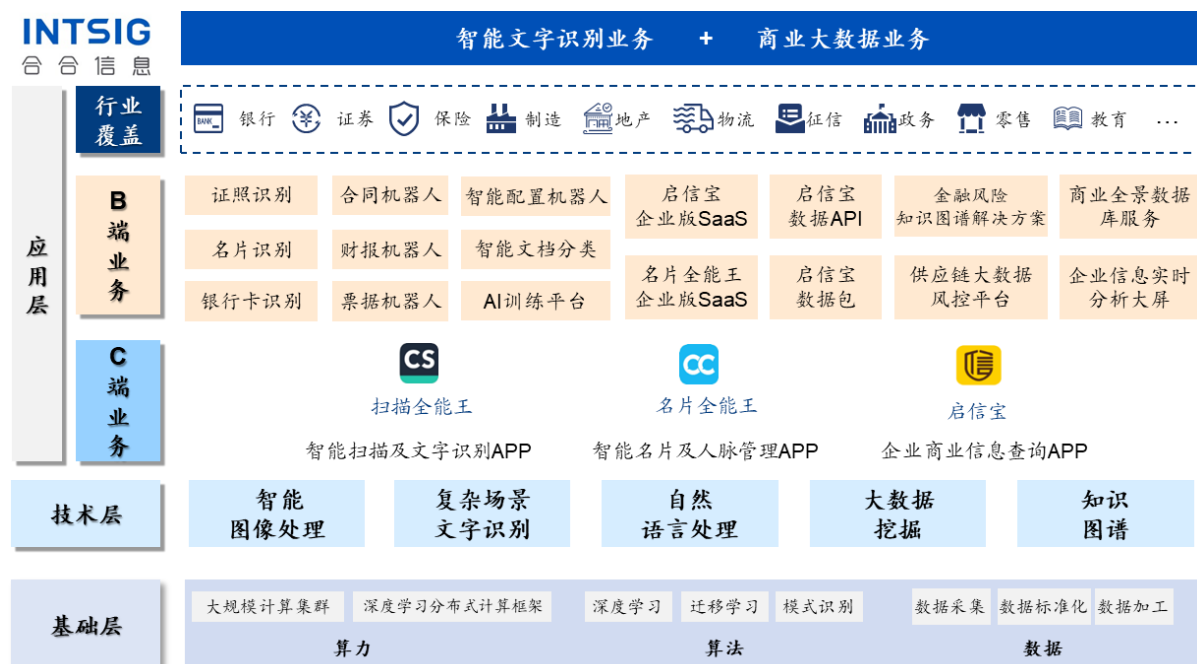 INTSIG
合合信息
智能文字识别业务 + 商业大数据业务
应用层
行业覆盖
BANK
银行
¥
证券
保险
制造
地产
物流
征信
政务
零售
教育
...
B端业务
证照识别
合同机器人
智能配置机器人
名片识别
财报机器人
智能文档分类
银行卡识别
票据机器人
AI训练平台
启信宝
企业版SaaS
启信宝
数据API
金融风险
知识图谱解决方案
商业全景数据
库服务
名片全能王
企业版SaaS
启信宝
数据包
供应链大数据
风控平台
企业信息实时
分析大屏
C端业务
CS
扫描全能王
智能扫描及文字识别APP
CC
名片全能王
智能名片及人脉管理APP
信
启信宝
企业商业信息查询APP
技术层
智能
图像处理
复杂场景
文字识别
自然
语言处理
大数据
挖掘
知识
图谱
基础层
大规模计算集群
深度学习分布式计算框架
算力
深度学习
迁移学习
模式识别
算法
数据采集
数据标准化
数据加工
数据